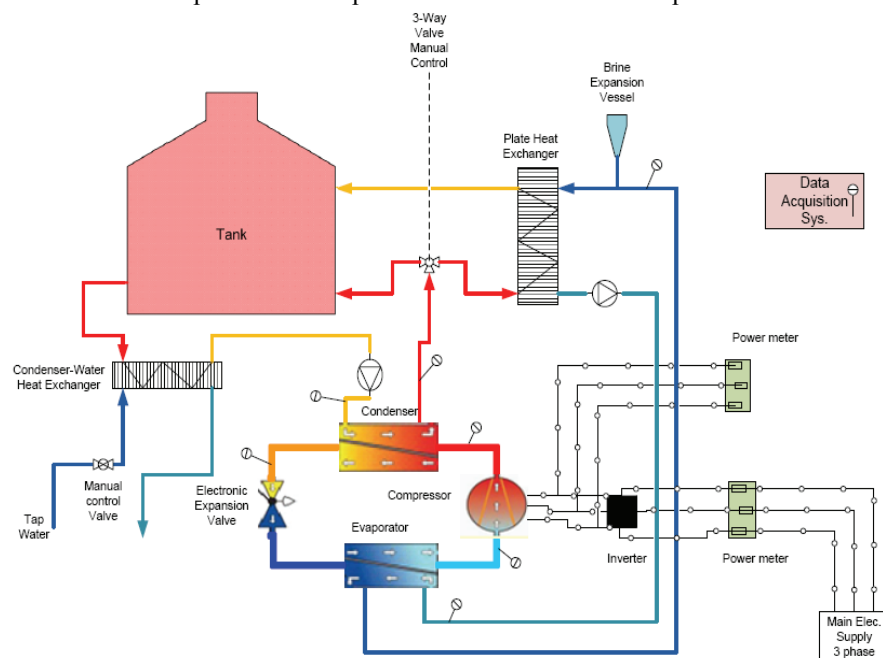 3-Way
Valve
Manual
Control
Brine
Expansion
Vessel
Plate Heat
Exchanger
Data
Acquisition
Sys.
Tank
Power meter
Condenser-Water
Heat Exchanger
Condenser
Compressor
Manual
control
Valve
Electronic
Expansion
Valve
Tap
Water
Evaporator
Inverter
Power meter
Main Elec.
Supply
3 phase